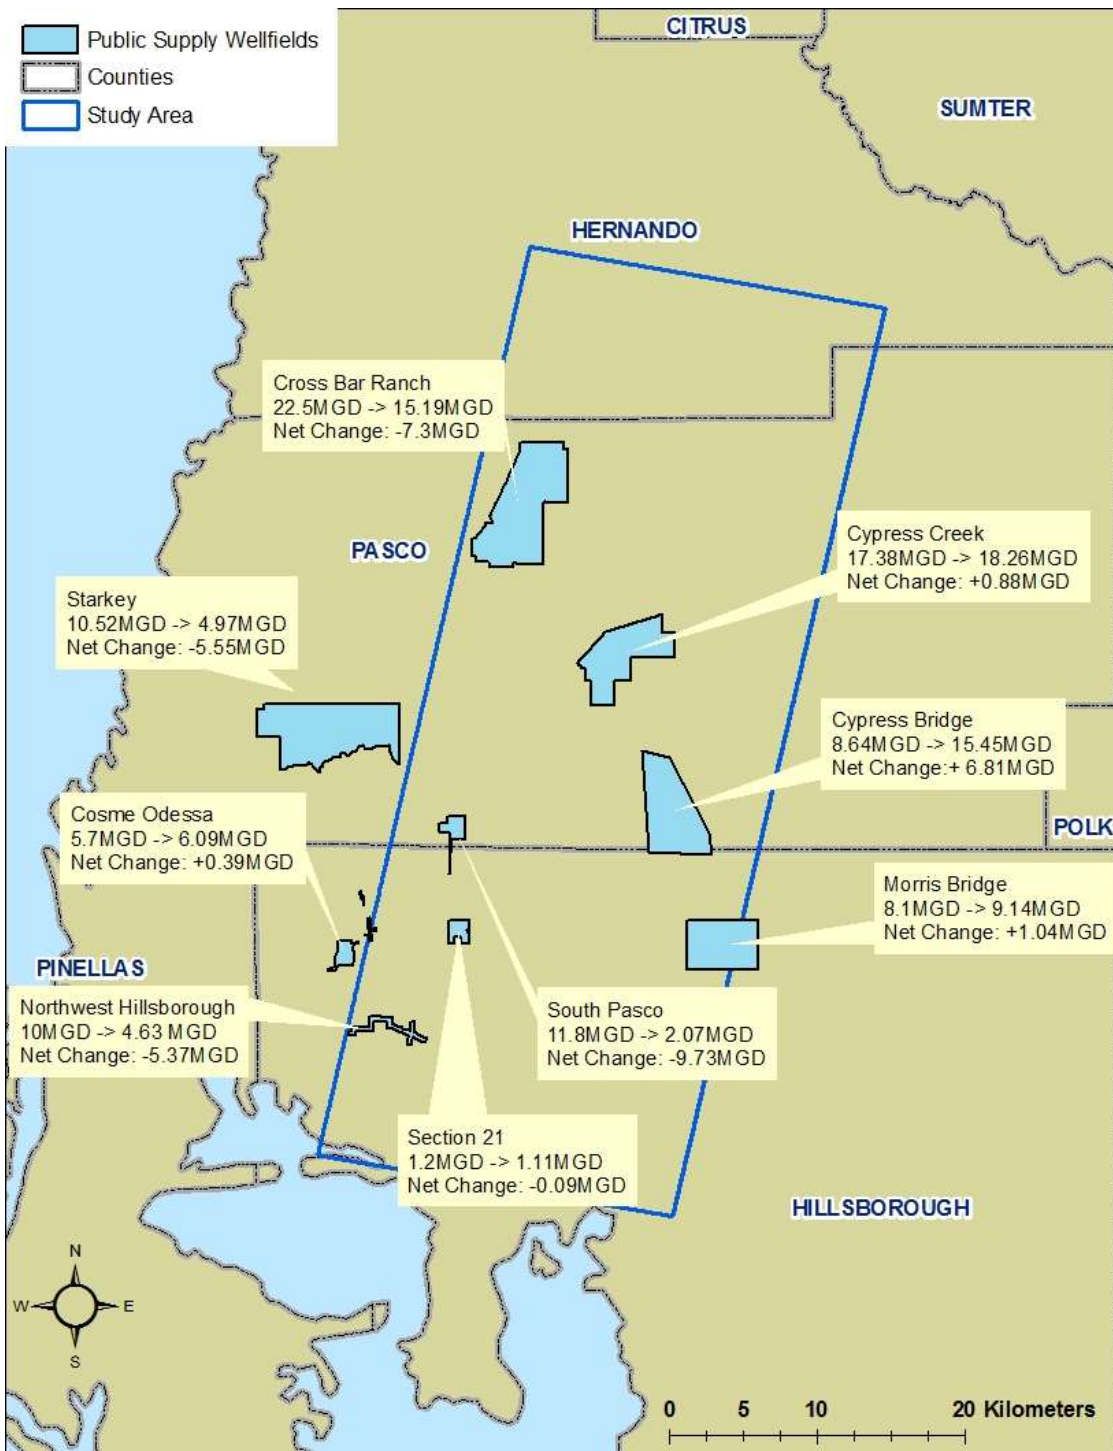 Public Supply Wellfields
Counties
Study Area
CITRUS
SUMTER
HERNANDO
Cross Bar Ranch
22.5MGD -> 15.19MGD
Net Change: -7.3MGD
PASCO
Cypress Creek
17.38MGD -> 18.26MGD
Net Change: +0.88MGD
Starkey
10.52MGD -> 4.97MGD
Net Change: -5.55MGD
Cypress Bridge
8.64MGD -> 15.45MGD
Net Change:+ 6.81MGD
Cosme Odessa
5.7MGD -> 6.09MGD
Net Change: +0.39MGD
POLK
Morris Bridge
8.1MGD -> 9.14MGD
Net Change: +1.04MGD
PINELLAS
Northwest Hillsborough
10MGD -> 4.63 MGD
Net Change: -5.37MGD
South Pasco
11.8MGD -> 2.07MGD
Net Change: -9.73MGD
Section 21
1.2MGD -> 1.11MGD
Net Change: -0.09MGD
HILLSBOROUGH
N
W E
S
0 5 10 20 Kilometers